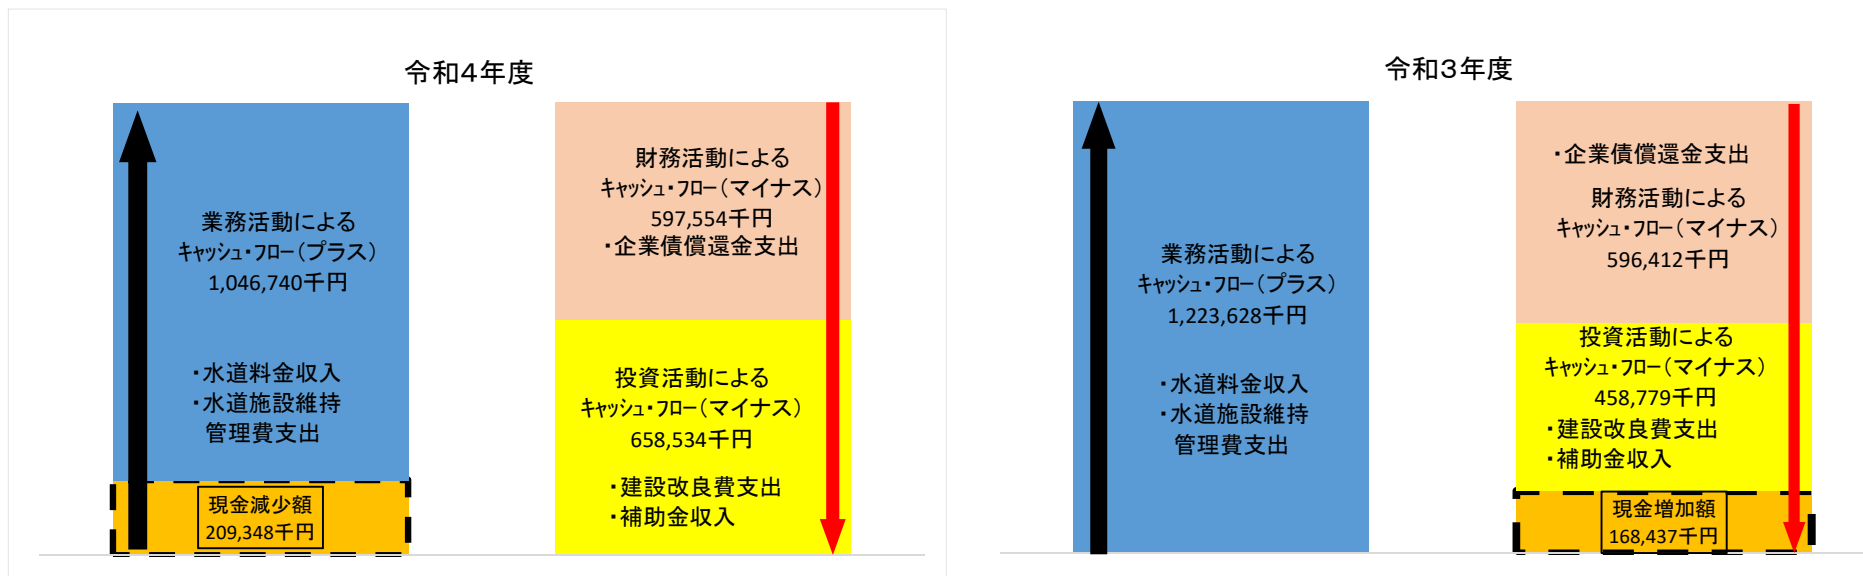 令和4年度
業務活動による
ｷｬｯｼｭ・ﾌﾛｰ(プラス)
1,046,740千円
・水道料金収入
・水道施設維持
管理費支出
現金減少額
209,348千円
財務活動による
ｷｬｯｼｭ・ﾌﾛｰ(マイナス)
597,554千円
・企業債償還金支出
投資活動による
ｷｬｯｼｭ・ﾌﾛｰ(マイナス)
658,534千円
・建設改良費支出
・補助金収入
令和3年度
業務活動による
ｷｬｯｼｭ・ﾌﾛｰ(プラス)
1,223,628千円
・水道料金収入
・水道施設維持
管理費支出
・企業債償還金支出
財務活動による
ｷｬｯｼｭ・ﾌﾛｰ(マイナス)
596,412千円
投資活動による
ｷｬｯｼｭ・ﾌﾛｰ(マイナス)
458,779千円
・建設改良費支出
・補助金収入
現金増加額
168,437千円